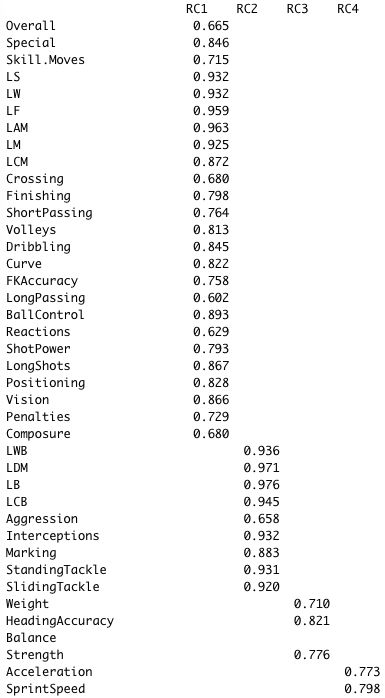 RC1 RC2 RC3 RC4
Overall 0.665
Special 0.846
Skill.Moves 0.715
LS 0.932
LW 0.932
LF 0.959
LAM 0.963
LM 0.925
LCM 0.872
Crossing 0.680
Finishing 0.798
ShortPassing 0.764
Volleys 0.813
Dribbling 0.845
Curve 0.822
FKAccuracy 0.758
LongPassing 0.602
BallControl 0.893
Reactions 0.629
ShotPower 0.793
LongShots 0.867
Positioning 0.828
Vision 0.866
Penalties 0.729
Composure 0.680
LWB 0.936
LDM 0.971
LB 0.976
LCB 0.945
Aggression 0.658
Interceptions 0.932
Marking 0.883
StandingTackle 0.931
SlidingTackle 0.920
Weight 0.710
HeadingAccuracy 0.821
Balance
Strength 0.776
Acceleration 0.773
SprintSpeed 0.798